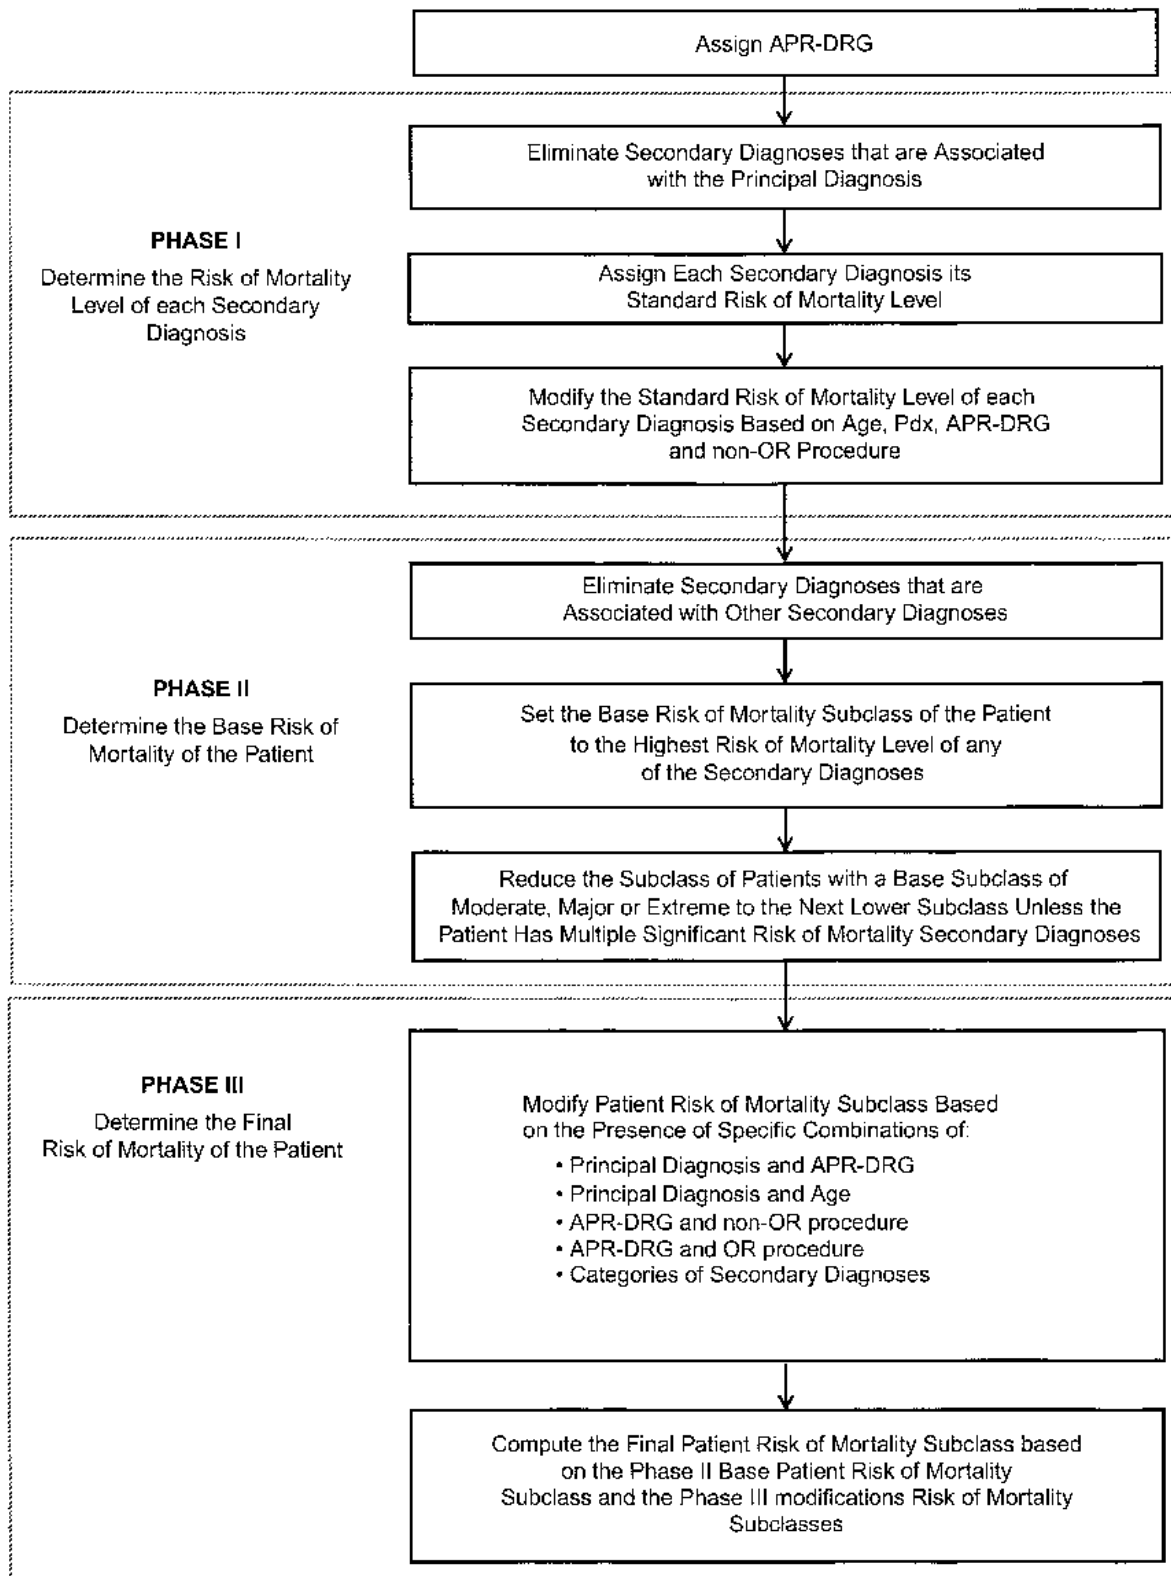 Assign APR-DRG
Eliminate Secondary Diagnoses that are Associated
with the Principal Diagnosis
PHASE I
Determine the Risk of Mortality
Level of each Secondary
Diagnosis
Assign Each Secondary Diagnosis its
Standard Risk of Mortality Level
Modify the Standard Risk of Mortality Level of each
Secondary Diagnosis Based on Age, Pdx, APR-DRG
and non-OR Procedure
Eliminate Secondary Diagnoses that are
Associated with Other Secondary Diagnoses
PHASE II
Determine the Base Risk of
Mortality of the Patient
Set the Base Risk of Mortality Subclass of the Patient
to the Highest Risk of Mortality Level of any
of the Secondary Diagnoses
Reduce the Subclass of Patients with a Base Subclass of
Moderate, Major or Extreme to the Next Lower Subclass Unless the
Patient Has Multiple Significant Risk of Mortality Secondary Diagnoses
PHASE III
Determine the Final
Risk of Mortality of the Patient
Modify Patient Risk of Mortality Subclass Based
on the Presence of Specific Combinations of:
• Principal Diagnosis and APR-DRG
• Principal Diagnosis and Age
• APR-DRG and non-OR procedure
• APR-DRG and OR procedure
• Categories of Secondary Diagnoses
Compute the Final Patient Risk of Mortality Subclass based
on the Phase II Base Patient Risk of Mortality
Subclass and the Phase III modifications Risk of Mortality
Subclasses